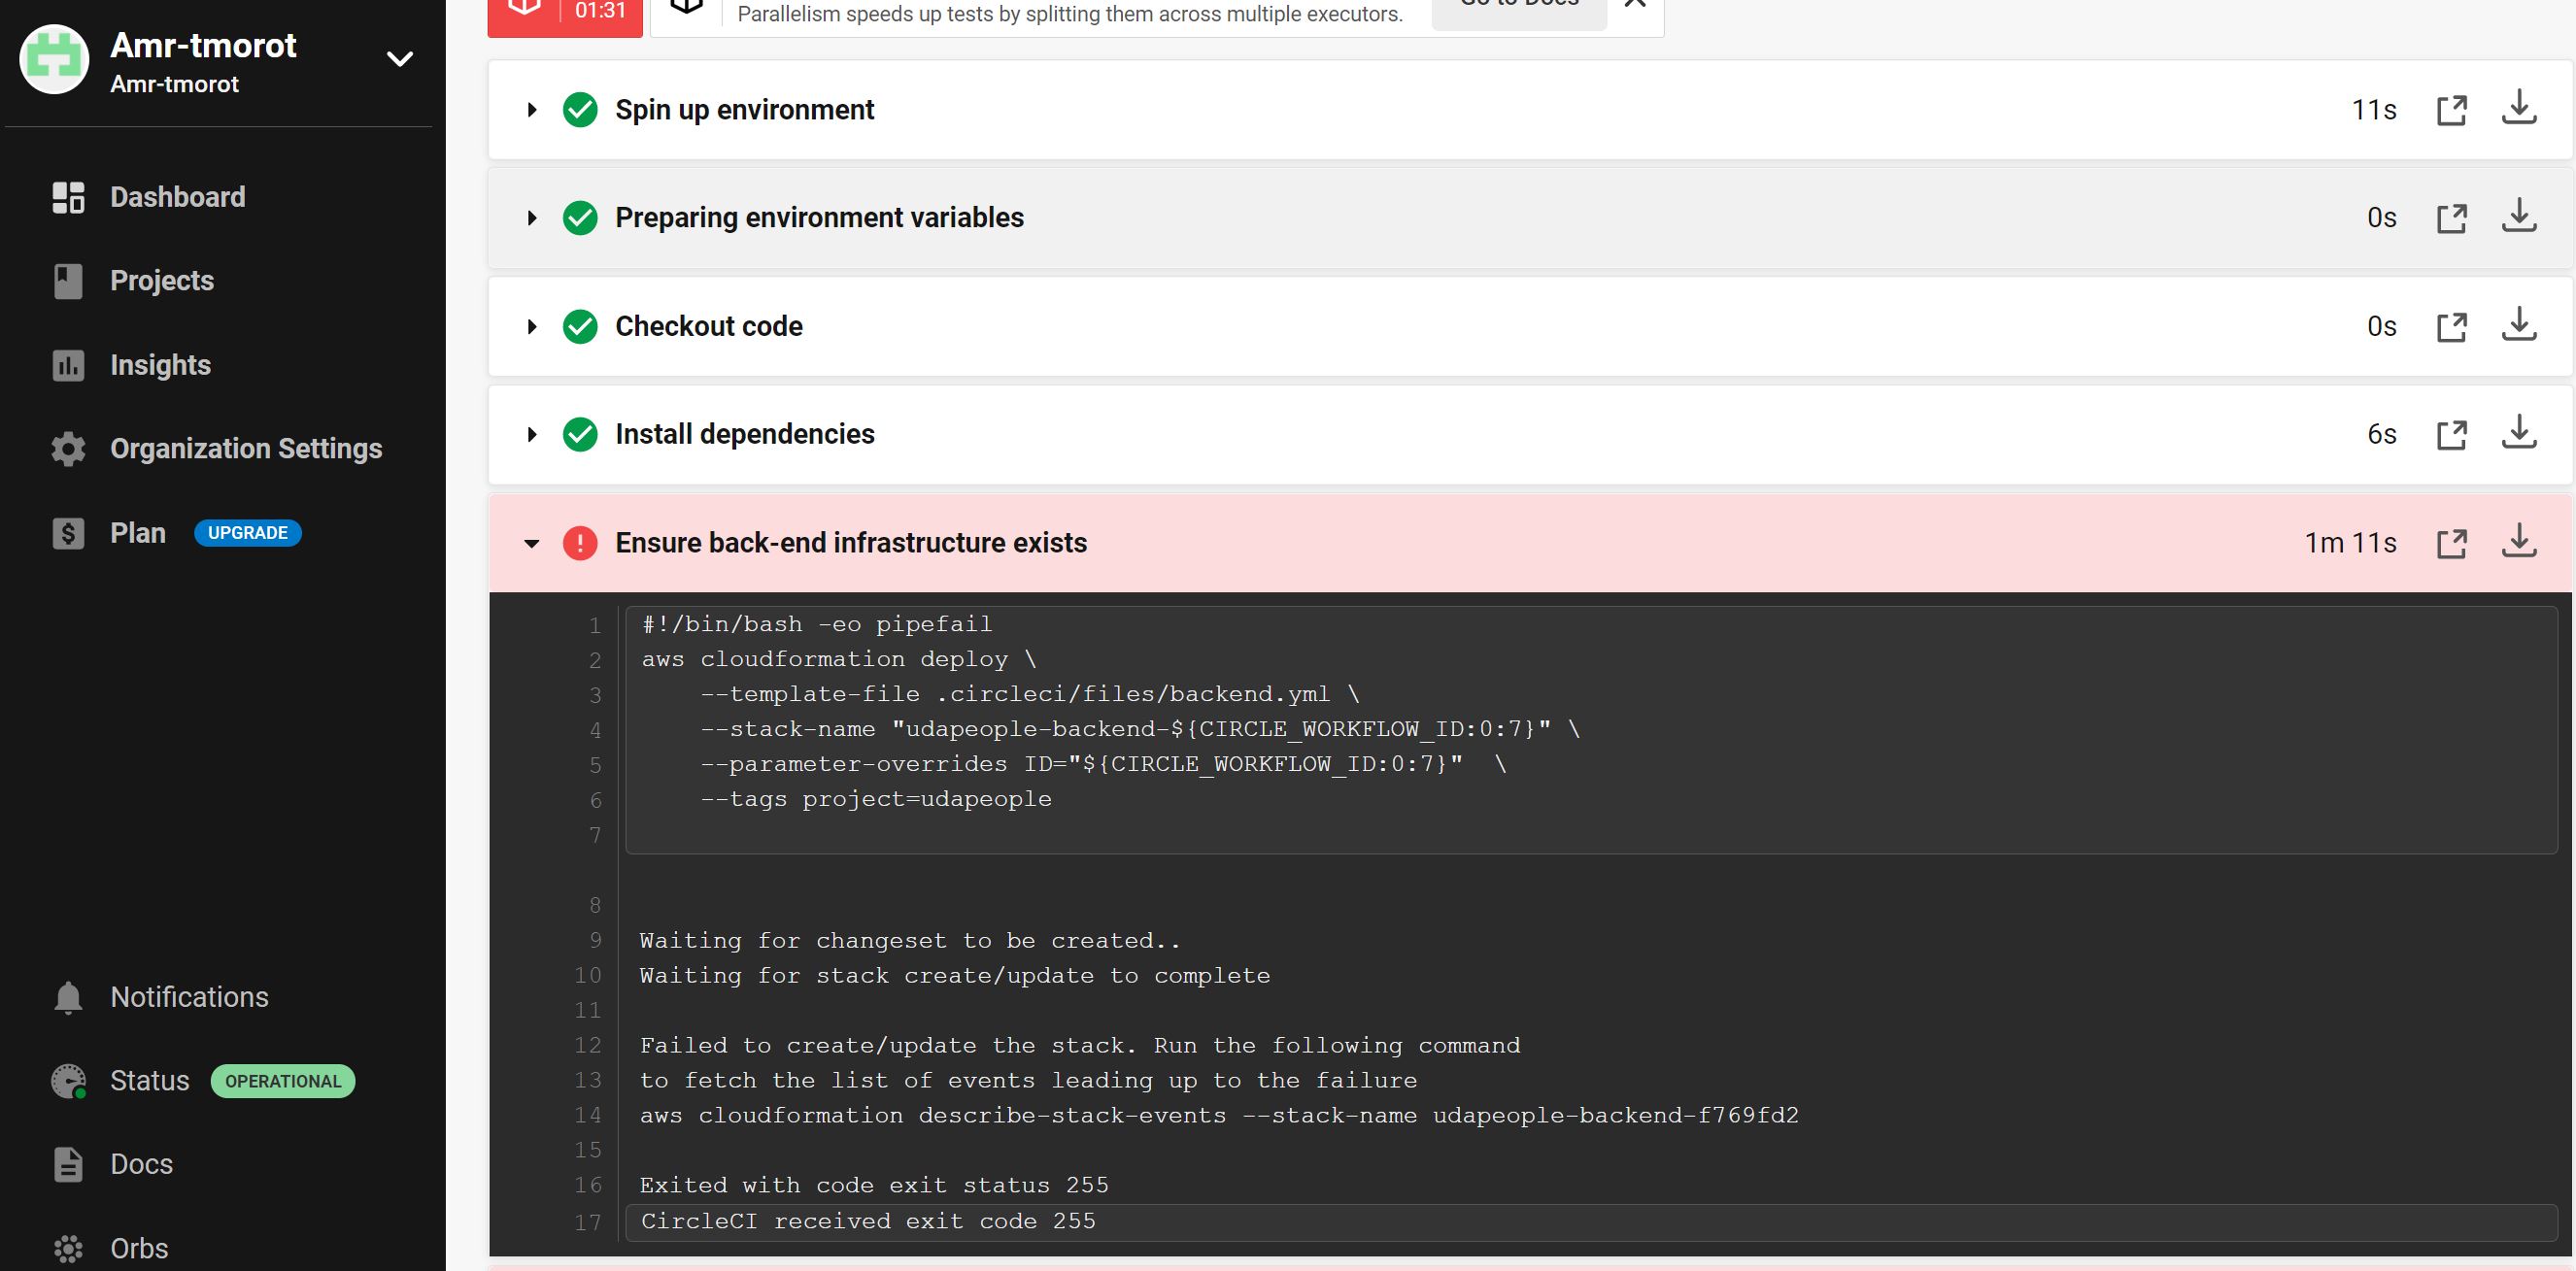 Amr-tmorot
Amr-tmorot
Dashboard
Projects
Insights
Organization Settings
Plan UPGRADE
Notifications
Status OPERATIONAL
Docs
Orbs
01:31
Parallelism speeds up tests by splitting them across multiple executors.
Go to Docs
Spin up environment 11s
Preparing environment variables 0s
Checkout code 0s
Install dependencies 6s
Ensure back-end infrastructure exists 1m 11s
1 #!/bin/bash -eo pipefail
2 aws cloudformation deploy \
3 --template-file .circleci/files/backend.yml \
4 --stack-name "udapeople-backend-${CIRCLE_WORKFLOW_ID:0:7}" \
5 --parameter-overrides ID="${CIRCLE_WORKFLOW_ID:0:7}"  \
6 --tags project=udapeople
7
8
9 Waiting for changeset to be created..
10 Waiting for stack create/update to complete
11
12 Failed to create/update the stack. Run the following command
13 to fetch the list of events leading up to the failure
14 aws cloudformation describe-stack-events --stack-name udapeople-backend-f769fd2
15
16 Exited with code exit status 255
17 CircleCI received exit code 255